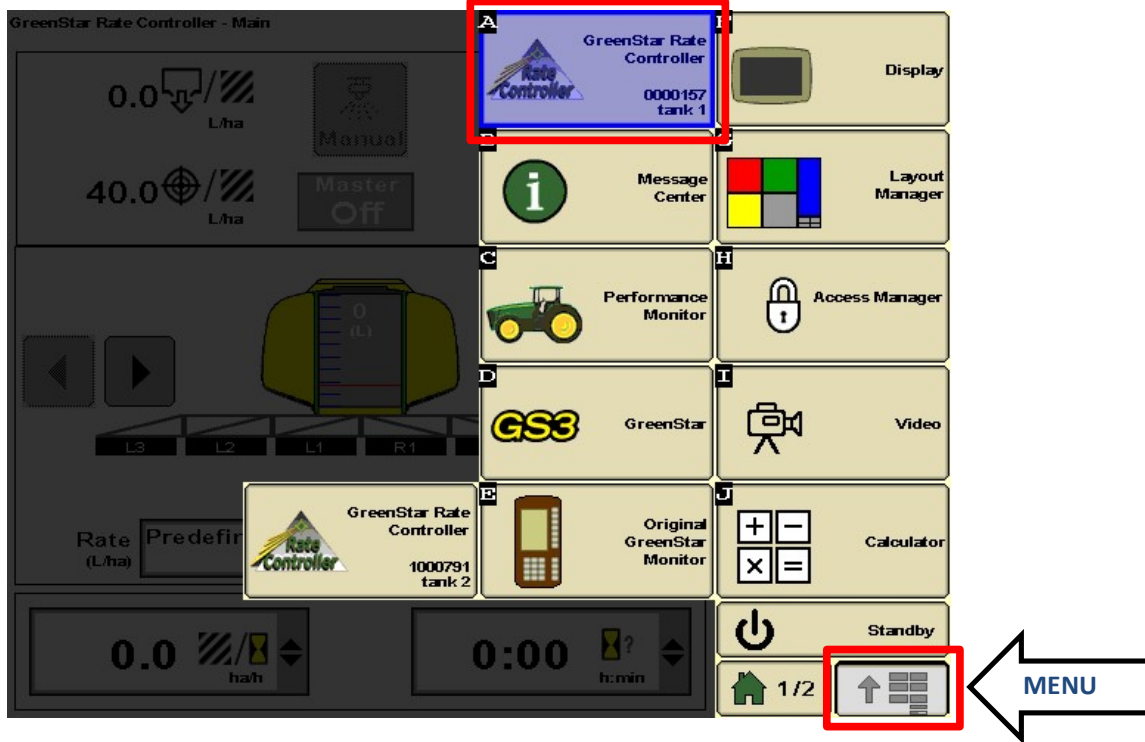 GreenStar Rate Controller - Main
0.0
L/ha
Manual
40.0
L/ha
Master
Off
0
(L)
L3
L2
L1
R1
Rate
(L/ha)
Predefin
0.0
ha/h
0:00
?
h:min
A
GreenStar Rate
Controller
Rate
Controller
0000157
tank 1
Message
Center
i
C
Performance
Monitor
D
GS3
GreenStar
GreenStar Rate
Controller
Rate
Controller
1000791
tank 2
E
Original
GreenStar
Monitor
Display
Layout
Manager
H
Access Manager
I
Video
J
Calculator
+ −
× =
Standby
1/2
MENU